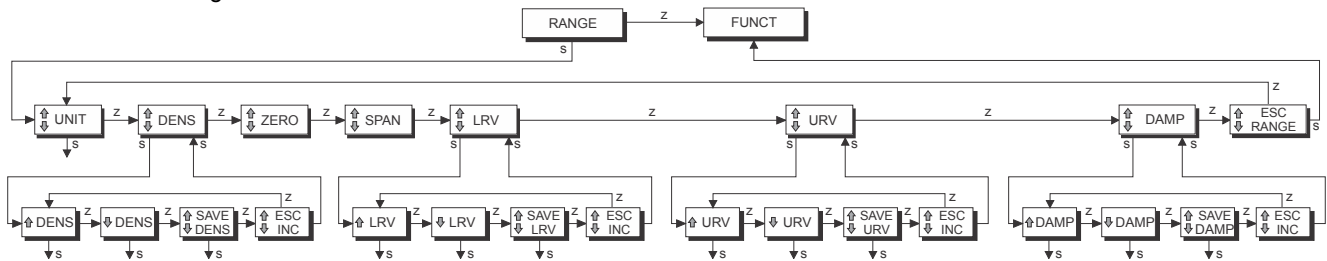 g
RANGE z FUNCT
s
z
UNIT z DENS z ZERO z SPAN z LRV z URV z DAMP z ESC RANGE
s s s s s s s s s s
z z z z
DENS z DENS z SAVE DENS z ESC INC
LRV z LRV z SAVE LRV z ESC INC
URV z URV z SAVE URV z ESC INC
DAMP z DAMP z SAVE DAMP z ESC INC
s s s s s s s s s s s s